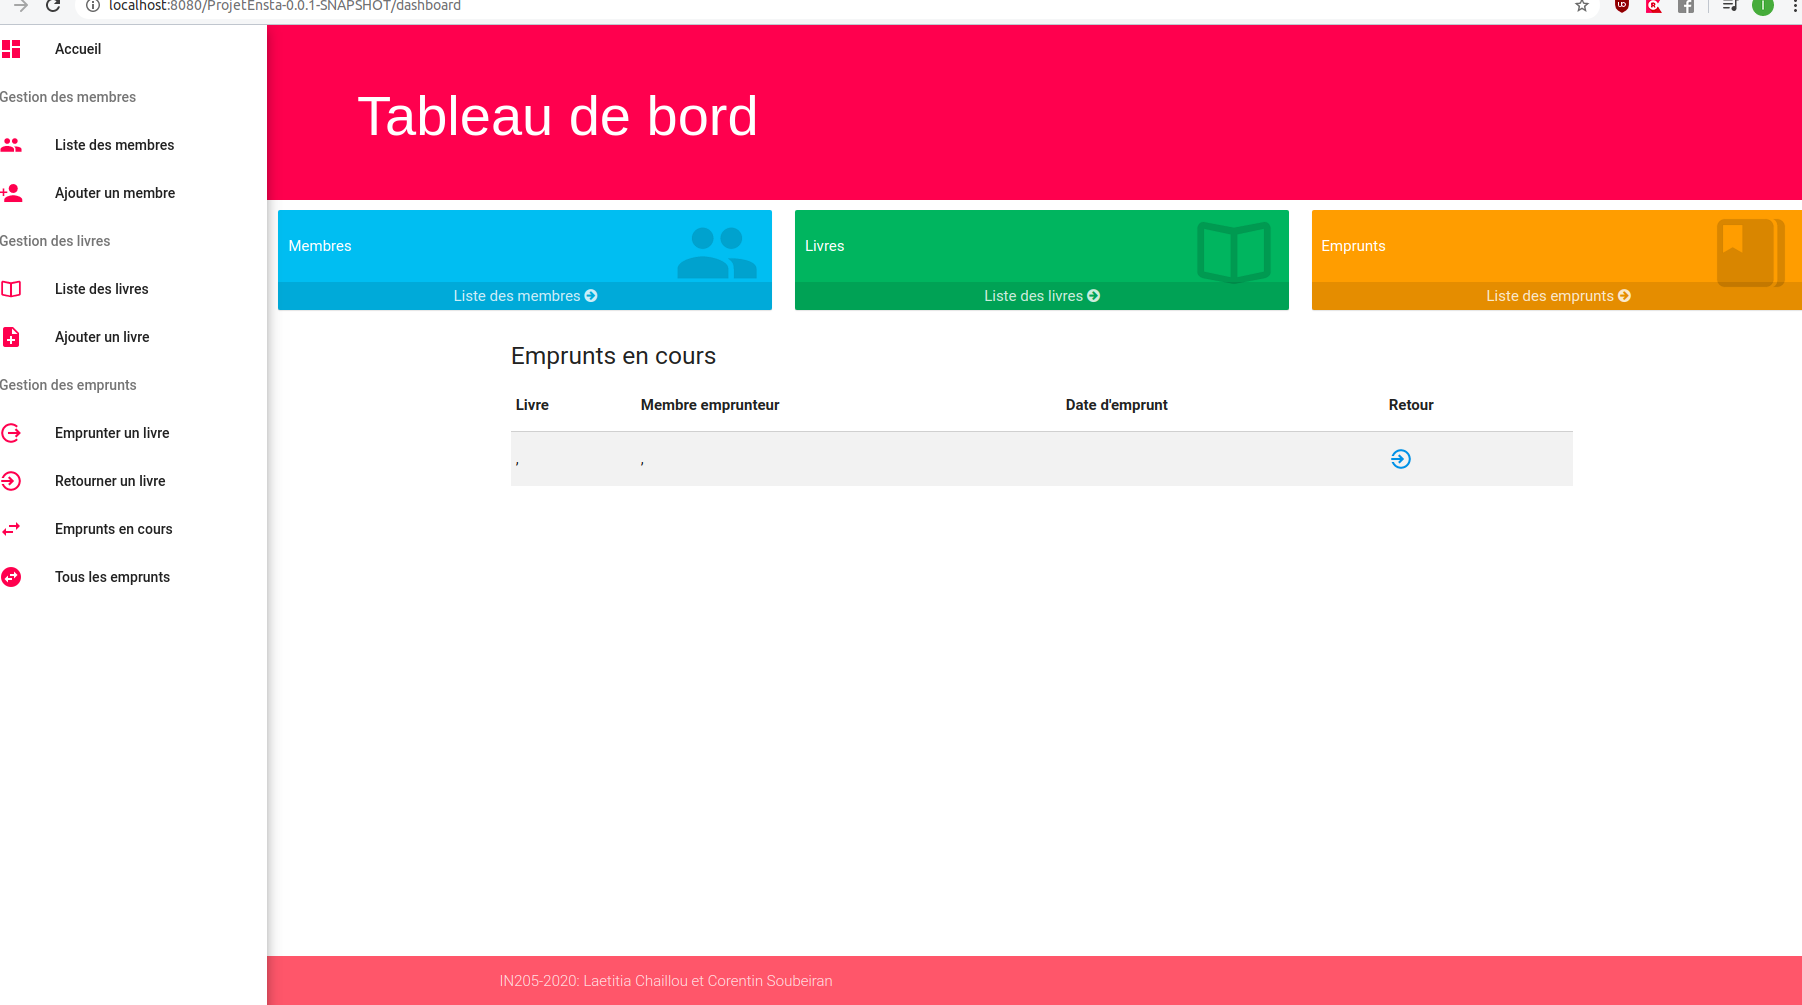 localhost:8080/ProjetEnsta-0.0.1-SNAPSHOT/dashboard
Accueil
Gestion des membres
Liste des membres
Ajouter un membre
Gestion des livres
Liste des livres
Ajouter un livre
Gestion des emprunts
Emprunter un livre
Retourner un livre
Emprunts en cours
Tous les emprunts
Tableau de bord
Membres
Liste des membres
Livres
Liste des livres
Emprunts
Liste des emprunts
Emprunts en cours
Livre Membre emprunteur Date d'emprunt Retour
, ,
IN205-2020: Laetitia Chaillou et Corentin Soubeiran